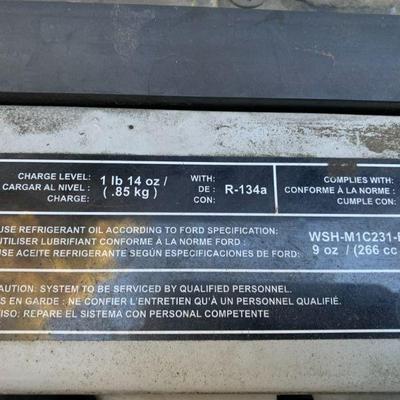 CHARGE LEVEL: 1 lb 14 oz / WITH: COMPLIES WITH:
CARGAR AL NIVEL : ( .85 kg ) DE : R-134a CONFORME À LA NORME :
CHARGE: CON: CUMPLE CON:
USE REFRIGERANT OIL ACCORDING TO FORD SPECIFICATION: WSH-M1C231-
UTILISER LUBRIFIANT CONFORME À LA NORME FORD : 9 oz / (266 cc
USE ACEITE REFRIGERANTE SEGÚN ESPECIFICACIONES DE FORD:
CAUTION: SYSTEM TO BE SERVICED BY QUALIFIED PERSONNEL.
S EN GARDE : NE CONFIER L'ENTRETIEN QU'À UN PERSONNEL QUALIFIÉ.
ISO: REPARE EL SISTEMA CON PERSONAL COMPETENTE